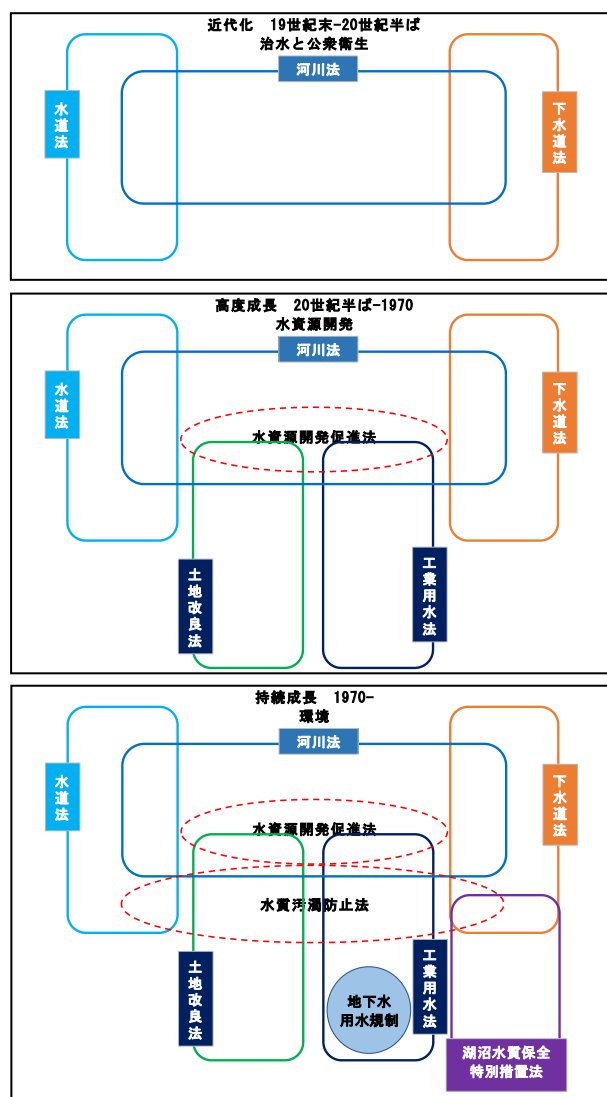 近代化　19世紀末-20世紀半ば
治水と公衆衛生
河川法
水道法
下水道法
高度成長　20世紀半ば-1970
水資源開発
河川法
水道法
下水道法
水資源開発促進法
土地改良法
工業用水法
持続成長　1970-
環境
河川法
水道法
下水道法
水資源開発促進法
水質汚濁防止法
土地改良法
工業用水法
地下水
用水規制
湖沼水質保全
特別措置法